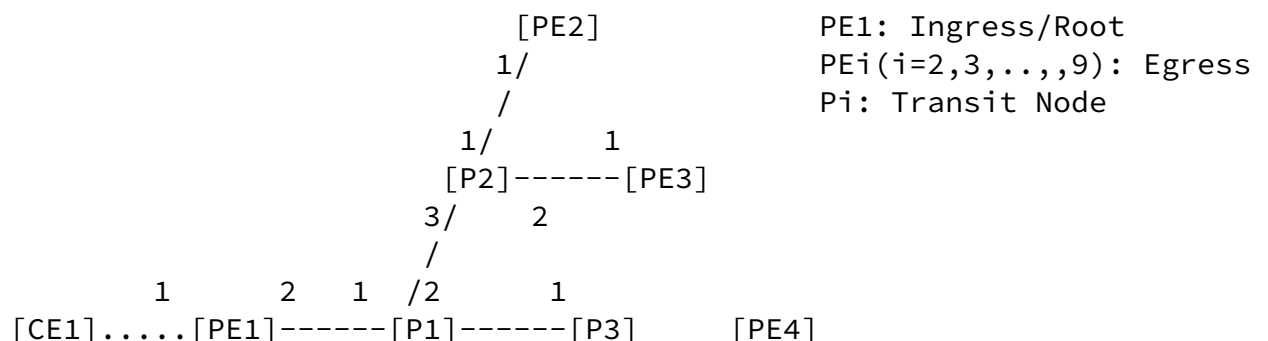 [PE2]              PE1: Ingress/Root
                                1/                  PEi(i=2,3,..,,9): Egress
                                /                   Pi: Transit Node
                             1/       1
                            [P2]------[PE3]
                           3/     2
                           /
          1       2   1  /2       1
[CE1].....[PE1]------[P1]------[P3]      [PE4]